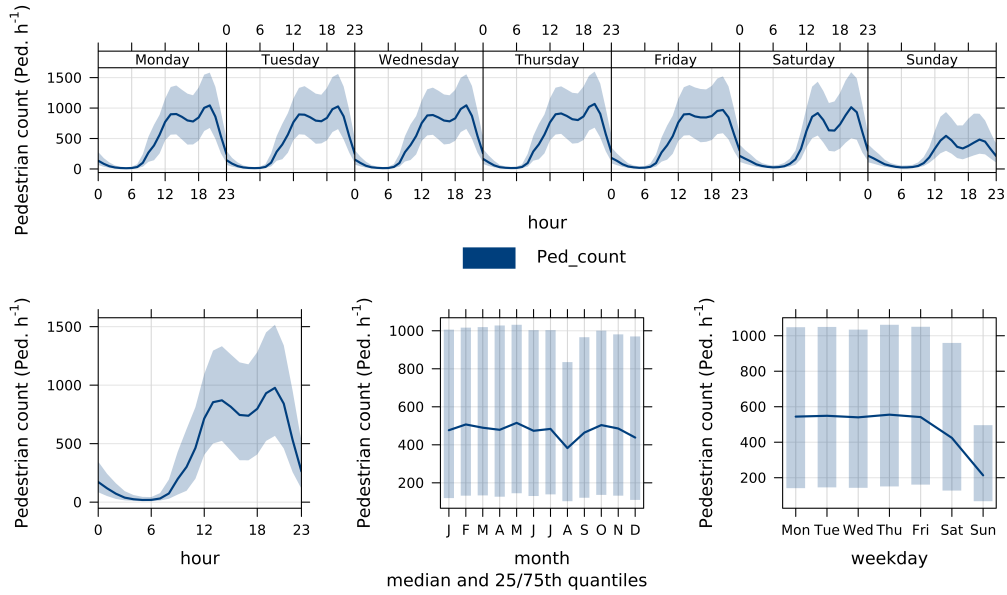 0 6 12 18 23 0 6 12 18 23 0 6 12 18 23
Monday Tuesday Wednesday Thursday Friday Saturday Sunday
Pedestrian count (Ped. h⁻¹)
1500
1000
500
0
0 6 12 18 23 0 6 12 18 23 0 6 12 18 23 0 6 12 18 23
hour
Ped_count
Pedestrian count (Ped. h⁻¹)
1500
1000
500
0
0 6 12 18 23
hour
Pedestrian count (Ped. h⁻¹)
1000
800
600
400
200
J F M A M J J A S O N D
month
median and 25/75th quantiles
Pedestrian count (Ped. h⁻¹)
1000
800
600
400
200
Mon Tue Wed Thu Fri Sat Sun
weekday